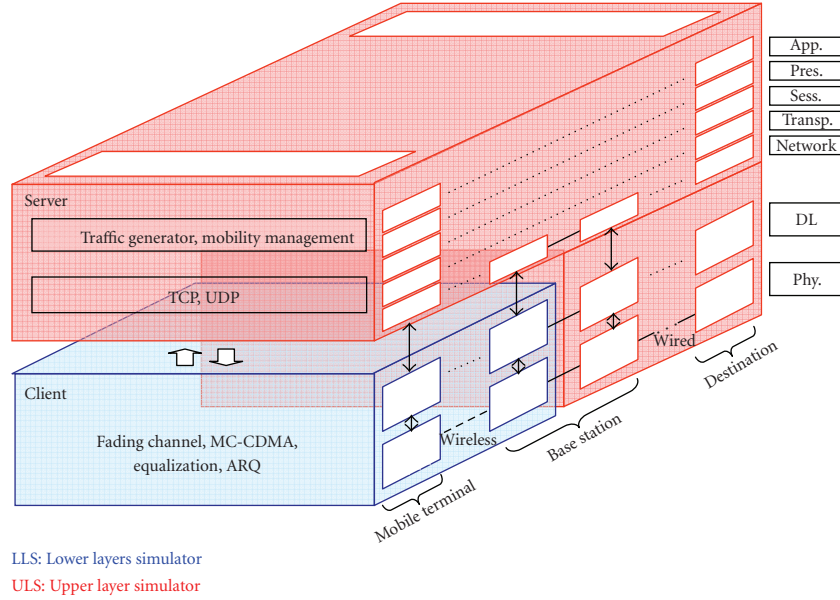 App.
Pres.
Sess.
Transp.
Network
DL
Phy.
Server
Traffic generator, mobility management
TCP, UDP
Client
Fading channel, MC-CDMA,
equalization, ARQ
Wireless
Wired
Mobile terminal
Base station
Destination
LLS: Lower layers simulator
ULS: Upper layer simulator